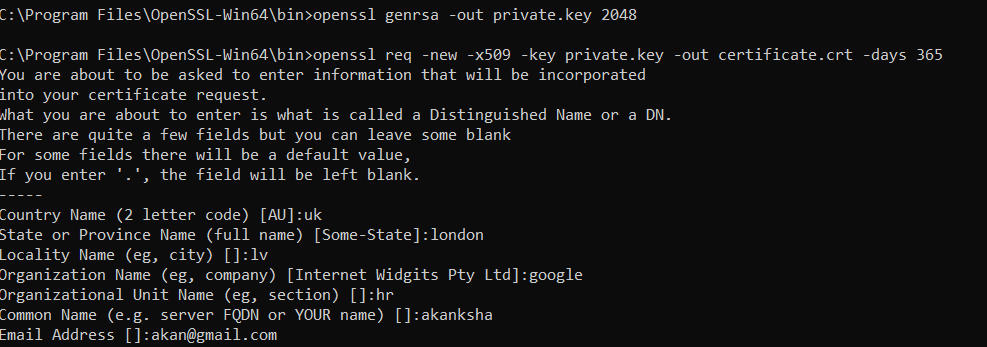 C:\Program Files\OpenSSL-Win64\bin>openssl genrsa -out private.key 2048
C:\Program Files\OpenSSL-Win64\bin>openssl req -new -x509 -key private.key -out certificate.crt -days 365
You are about to be asked to enter information that will be incorporated
into your certificate request.
What you are about to enter is what is called a Distinguished Name or a DN.
There are quite a few fields but you can leave some blank
For some fields there will be a default value,
If you enter '.', the field will be left blank.
-----
Country Name (2 letter code) [AU]:uk
State or Province Name (full name) [Some-State]:london
Locality Name (eg, city) []:lv
Organization Name (eg, company) [Internet Widgits Pty Ltd]:google
Organizational Unit Name (eg, section) []:hr
Common Name (e.g. server FQDN or YOUR name) []:akanksha
Email Address []:akan@gmail.com